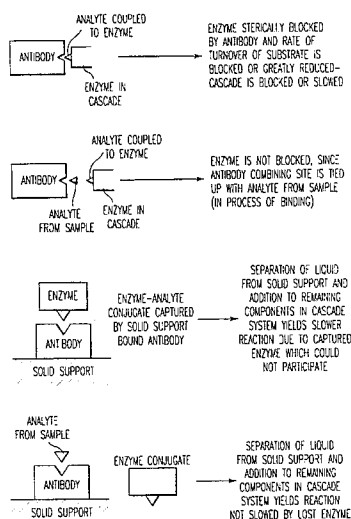 ANALYTE COUPLED
TO ENZYME
ANTIBODY
ENZYME IN
CASCADE
ENZYME STERICALLY BLOCKED
BY ANTIBODY AND RATE OF
TURNOVER OF SUBSTRATE IS
BLOCKED OR GREATLY REDUCED-
CASCADE IS BLOCKED OR SLOWED
ANALYTE COUPLED
TO ENZYME
ANTIBODY
ANALYTE
FROM SAMPLE
ENZYME IN
CASCADE
ENZYME IS NOT BLOCKED, SINCE
ANTIBODY COMBINING SITE IS TIED
UP WITH ANALYTE FROM SAMPLE
(IN PROCESS OF BINDING)
ENZYME
ANTIBODY
SOLID SUPPORT
ENZYME-ANALYTE
CONJUGATE CAPTURED
BY SOLID SUPPORT
BOUND ANTIBODY
SEPARATION OF LIQUID
FROM SOLID SUPPORT AND
ADDITION TO REMAINING
COMPONENTS IN CASCADE
SYSTEM YIELDS SLOWER
REACTION DUE TO CAPTURED
ENZYME WHICH COULD
NOT PARTICIPATE
ANALYTE
FROM SAMPLE
ANTIBODY
SOLID SUPPORT
ENZYME CONJUGATE
SEPARATION OF LIQUID
FROM SOLID SUPPORT AND
ADDITION TO REMAINING
COMPONENTS IN CASCADE
SYSTEM YIELDS REACTION
NOT SLOWED BY LOST ENZYME